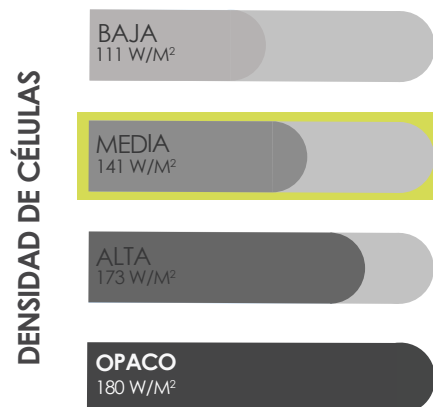 DENSIDAD DE CÉLULAS
BAJA
111 W/M²
MEDIA
141 W/M²
ALTA
173 W/M²
OPACO
180 W/M²